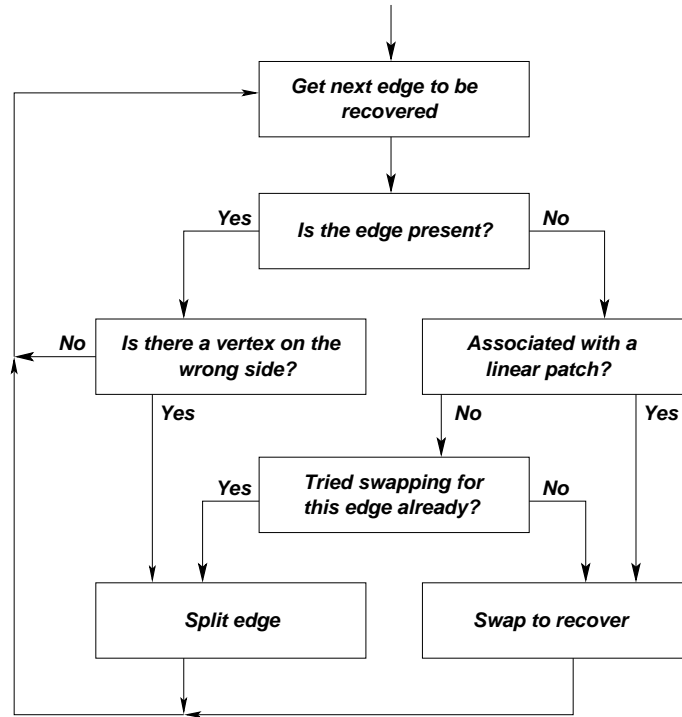 Get next edge to be
recovered
Yes
No
Is the edge present?
No
Is there a vertex on the
wrong side?
Associated with a
linear patch?
Yes
No
Yes
Yes
Tried swapping for
this edge already?
No
Split edge
Swap to recover